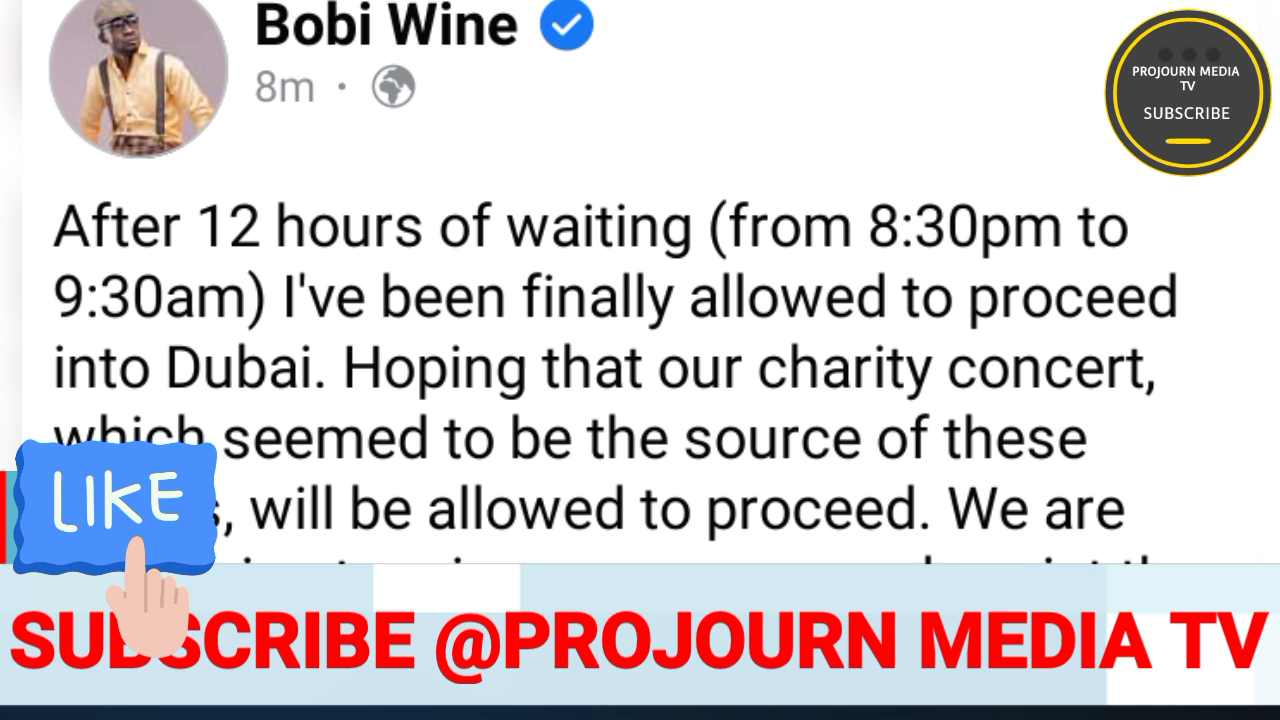 Bobi Wine
8m ·
PROJOURN MEDIA
TV
SUBSCRIBE
After 12 hours of waiting (from 8:30pm to
9:30am) I've been finally allowed to proceed
into Dubai. Hoping that our charity concert,
which seemed to be the source of these
will be allowed to proceed. We are
LIKE
SUBSCRIBE @PROJOURN MEDIA TV